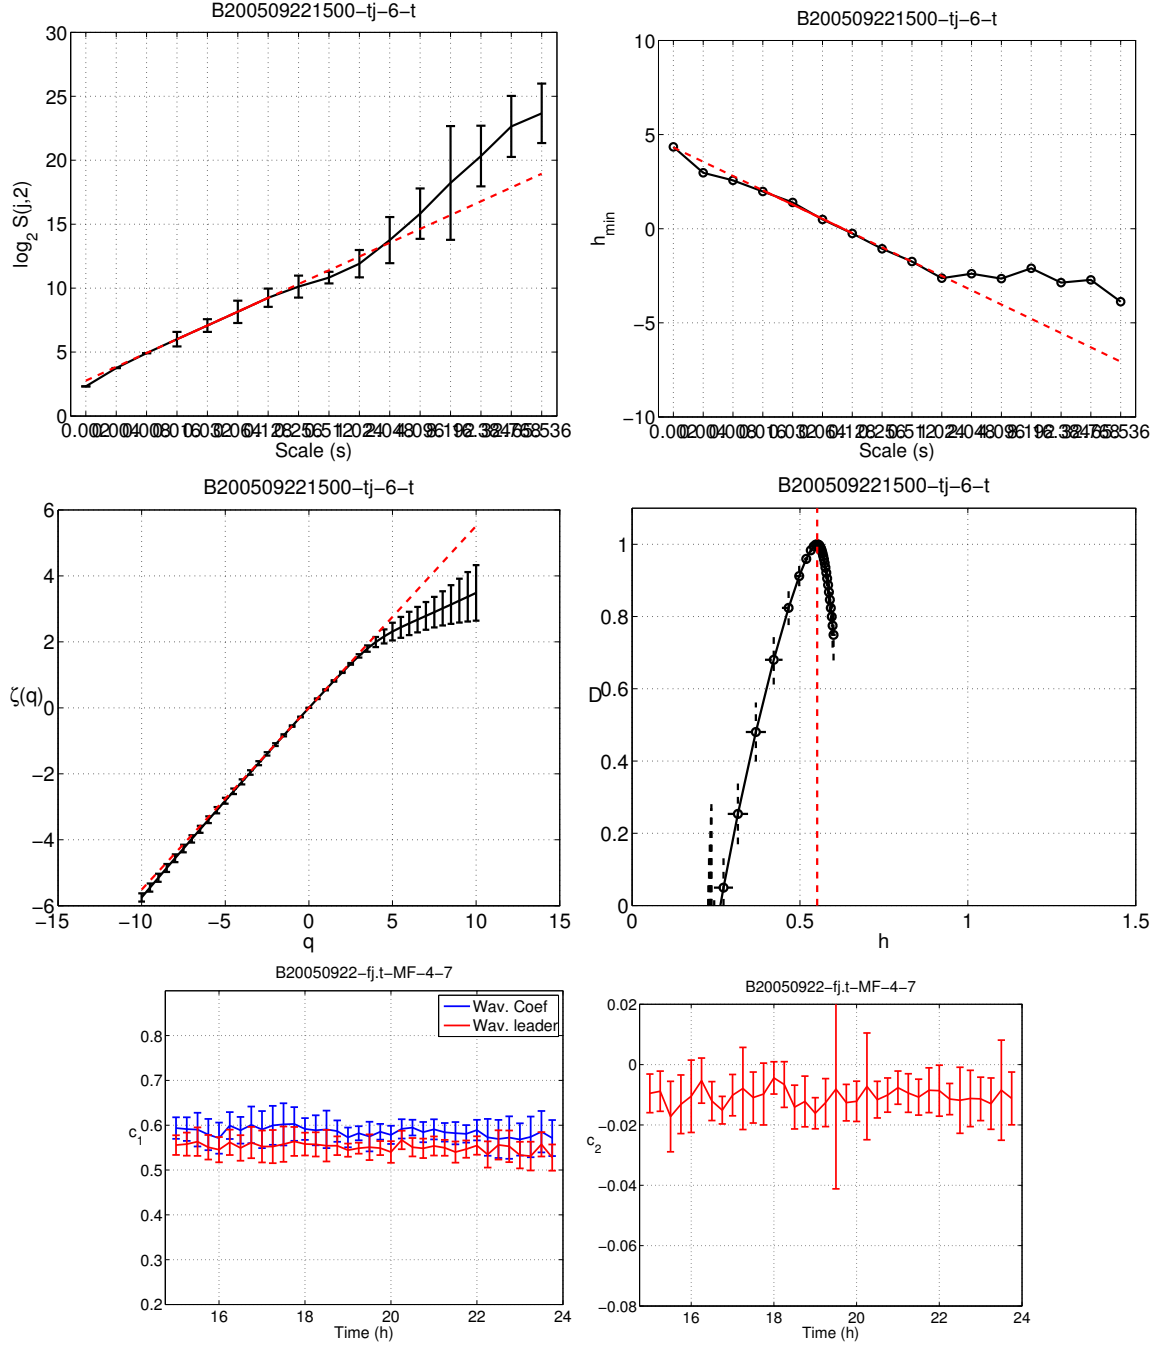 B200509221500−tj−6−t
30
25
20
15
10
5
0
log2 S(j,2)
Scale (s)
B200509221500−tj−6−t
10
5
0
−5
−10
hmin
Scale (s)
B200509221500−tj−6−t
6
4
2
0
−2
−4
−6
ζ(q)
−15 −10 −5 0 5 10 15
q
B200509221500−tj−6−t
1
0.8
0.6
0.4
0.2
0
D
0 0.5 1 1.5
h
B20050922−fj.t−MF−4−7
Wav. Coef
Wav. leader
0.8
0.7
0.6
0.5
0.4
0.3
0.2
c1
16 18 20 22 24
Time (h)
B20050922−fj.t−MF−4−7
0.02
0
−0.02
−0.04
−0.06
−0.08
c2
16 18 20 22 24
Time (h)